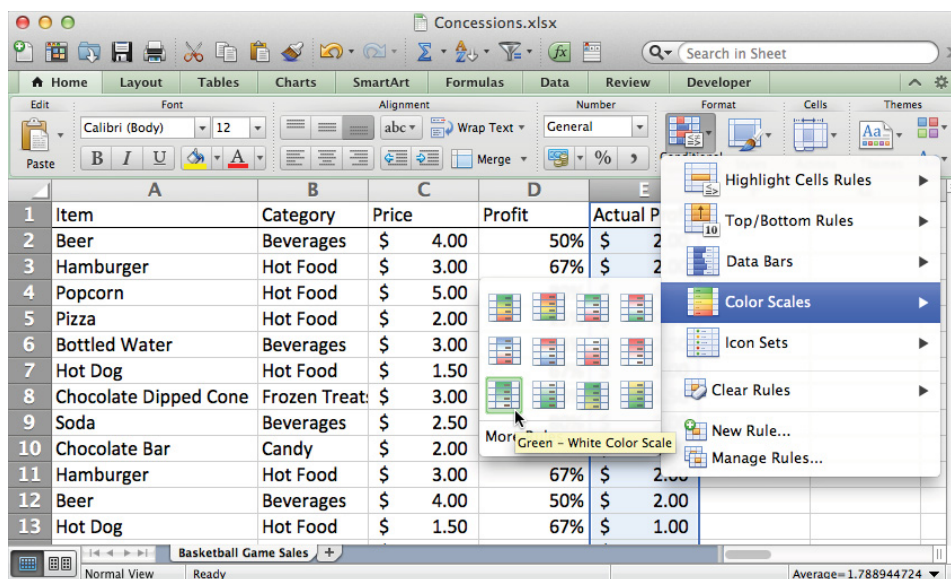 Concessions.xlsx
Search in Sheet
Home Layout Tables Charts SmartArt Formulas Data Review Developer
Edit Font Alignment Number Format Cells Themes
Calibri (Body) 12 abc Wrap Text General Aa
Paste B I U A Merge % , Conditional
A B C D E
1 Item Category Price Profit Actual P
2 Beer Beverages $ 4.00 50% $ 2
3 Hamburger Hot Food $ 3.00 67% $ 2
4 Popcorn Hot Food $ 5.00
5 Pizza Hot Food $ 2.00
6 Bottled Water Beverages $ 3.00
7 Hot Dog Hot Food $ 1.50
8 Chocolate Dipped Cone Frozen Treats $ 3.00
9 Soda Beverages $ 2.50
10 Chocolate Bar Candy $ 2.00
11 Hamburger Hot Food $ 3.00 67% $ 2.00
12 Beer Beverages $ 4.00 50% $ 2.00
13 Hot Dog Hot Food $ 1.50 67% $ 1.00
Highlight Cells Rules
Top/Bottom Rules
Data Bars
Color Scales
Icon Sets
Clear Rules
New Rule...
Manage Rules...
More
Green - White Color Scale
Basketball Game Sales +
Normal View Ready Average=1.788944724